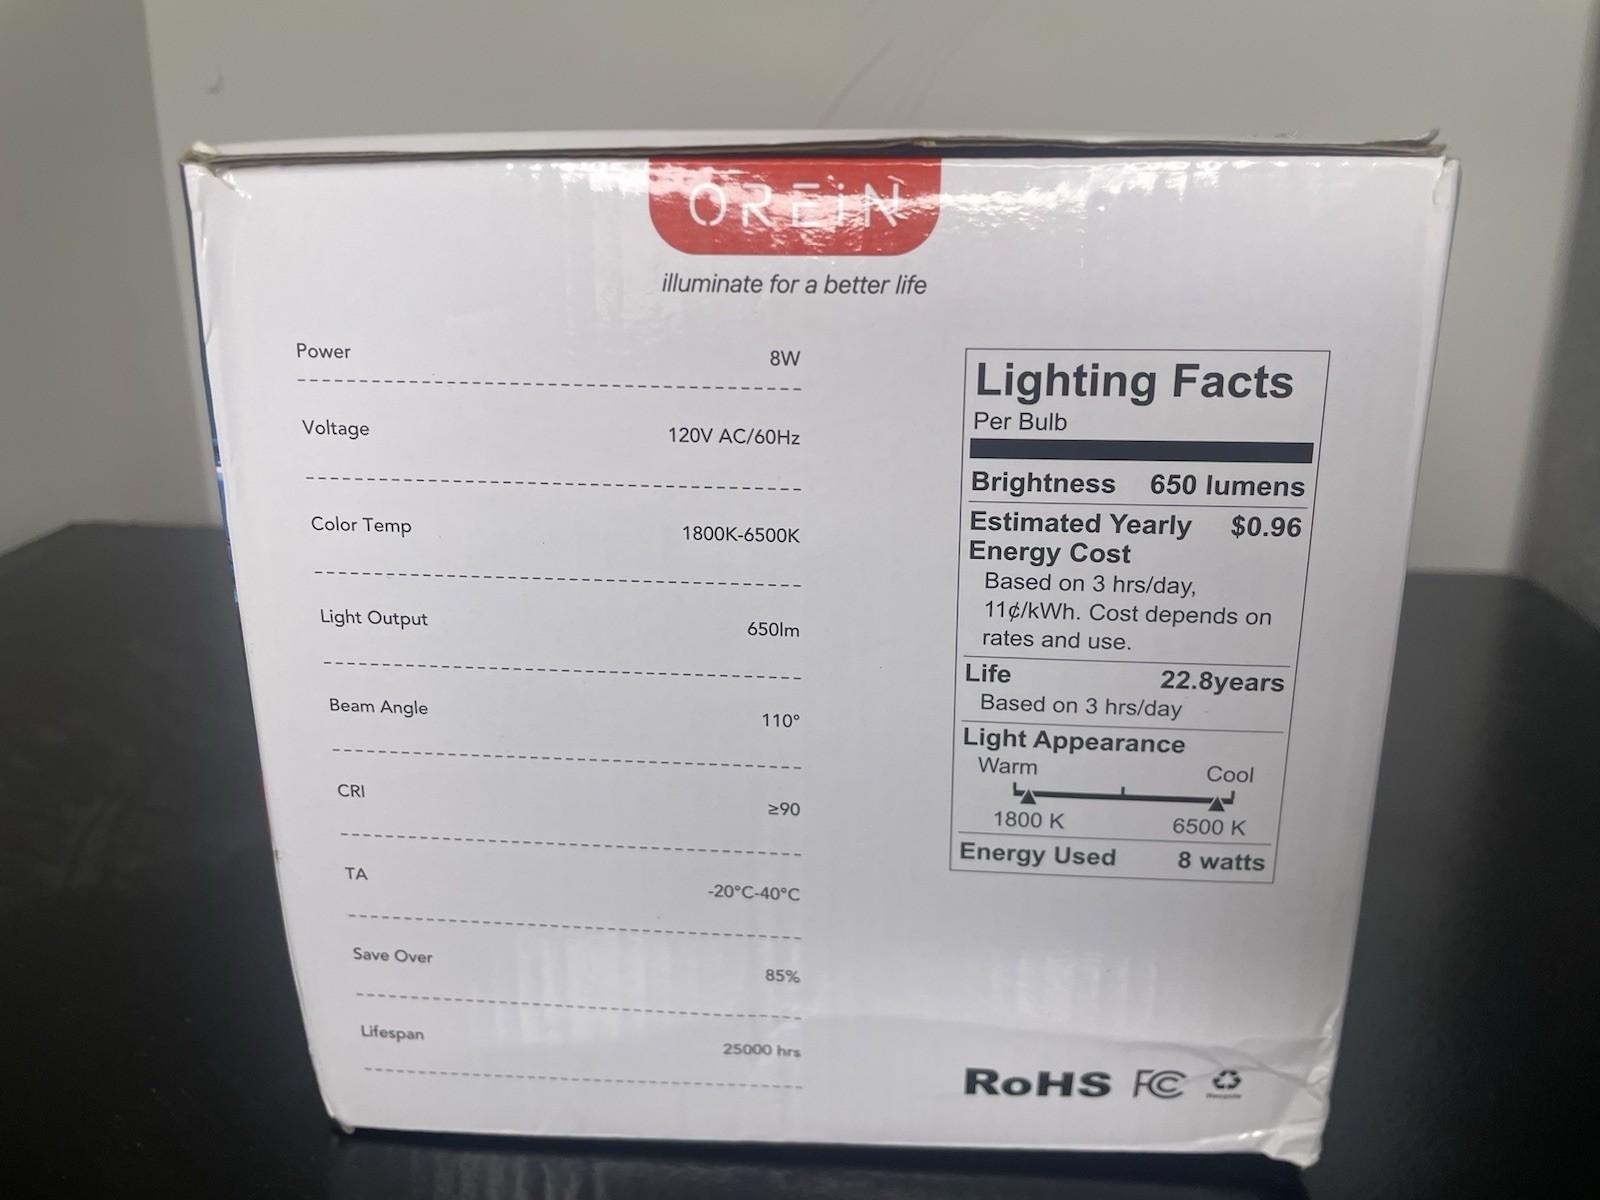 OREiN
illuminate for a better life
Power 8W
Voltage 120V AC/60Hz
Color Temp 1800K-6500K
Light Output 650lm
Beam Angle 110°
CRI ≥90
TA -20°C-40°C
Save Over 85%
Lifespan 25000 hrs
Lighting Facts
Per Bulb
Brightness 650 lumens
Estimated Yearly $0.96
Energy Cost
Based on 3 hrs/day,
11¢/kWh. Cost depends on
rates and use.
Life 22.8years
Based on 3 hrs/day
Light Appearance
Warm Cool
1800 K 6500 K
Energy Used 8 watts
RoHS FC
Recycle